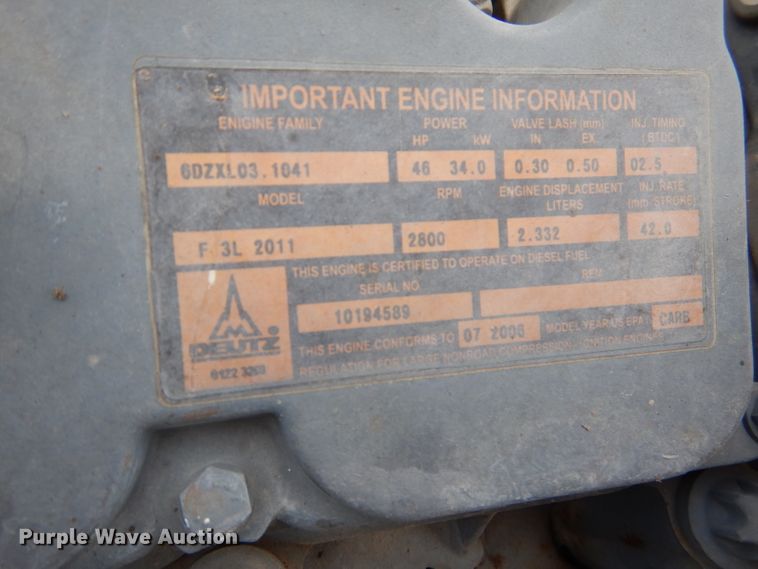 IMPORTANT ENGINE INFORMATION
ENIGINE FAMILY POWER VALVE LASH (mm) INJ. TIMING
HP kW IN EX. (BTDC)
6DZXL03.1041 46 34.0 0.30 0.50 02.5
MODEL RPM ENGINE DISPLACEMENT LITERS INJ. RATE (mm STROKE)
F 3L 2011 2800 2.332 42.0
THIS ENGINE IS CERTIFIED TO OPERATE ON DIESEL FUEL
SERIAL NO. REM.
10194589
THIS ENGINE CONFORMS TO 07 2006 MODEL YEAR US EPA CARB
REGULATION FOR LARGE NONROAD COMPRESSION IGNITION ENGINES
DEUTZ
Purple Wave Auction